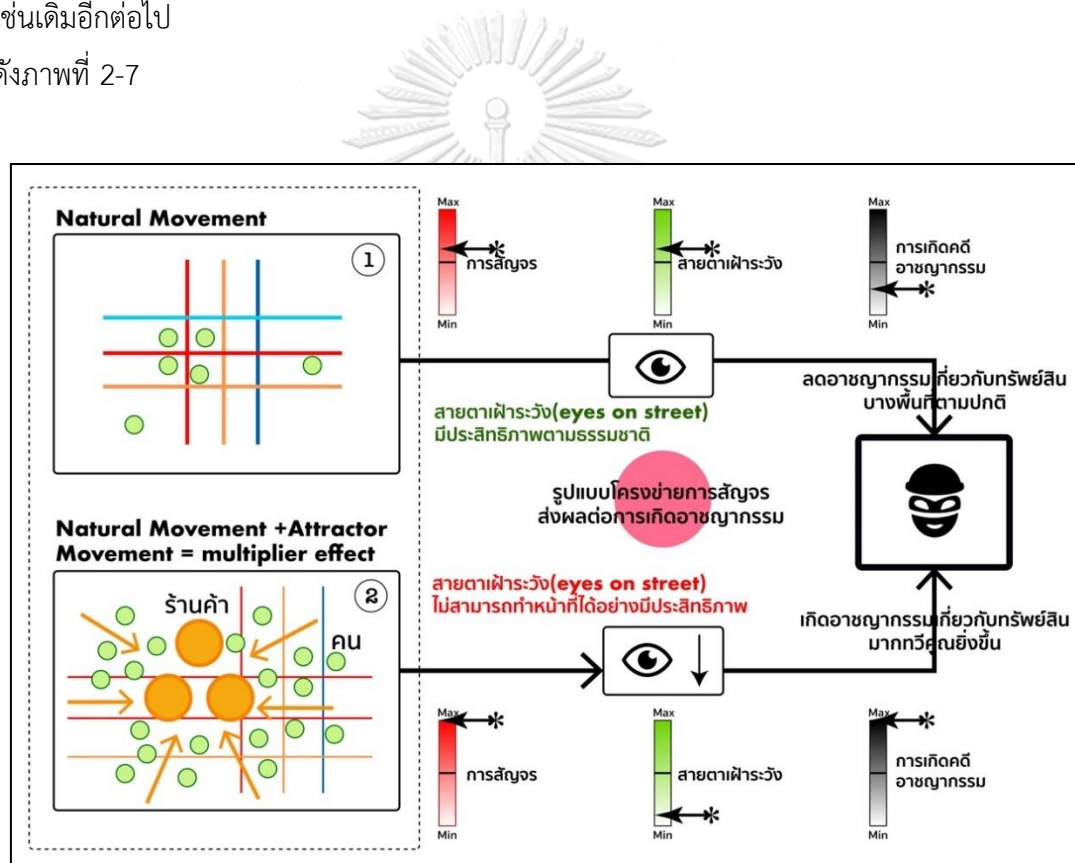 ช่นเดิมอีกต่อไป
ดังภาพที่ 2-7
Natural Movement
1
Max
การสัญจร
Min
Max
สายตาเฝ้าระวัง
Min
Max
การเกิดคดี
อาชญากรรม
Min
สายตาเฝ้าระวัง(eyes on street)
มีประสิทธิภาพตามธรรมชาติ
ลดอาชญากรรมเกี่ยวกับทรัพย์สิน
บางพื้นที่ตามปกติ
รูปแบบโครงข่ายการสัญจร
ส่งผลต่อการเกิดอาชญากรรม
Natural Movement +Attractor
Movement = multiplier effect
2
ร้านค้า
คน
สายตาเฝ้าระวัง(eyes on street)
ไม่สามารถทำหน้าที่ได้อย่างมีประสิทธิภาพ
เกิดอาชญากรรมเกี่ยวกับทรัพย์สิน
มากทวีคูณยิ่งขึ้น
Max
การสัญจร
Min
Max
สายตาเฝ้าระวัง
Min
Max
การเกิดคดี
อาชญากรรม
Min